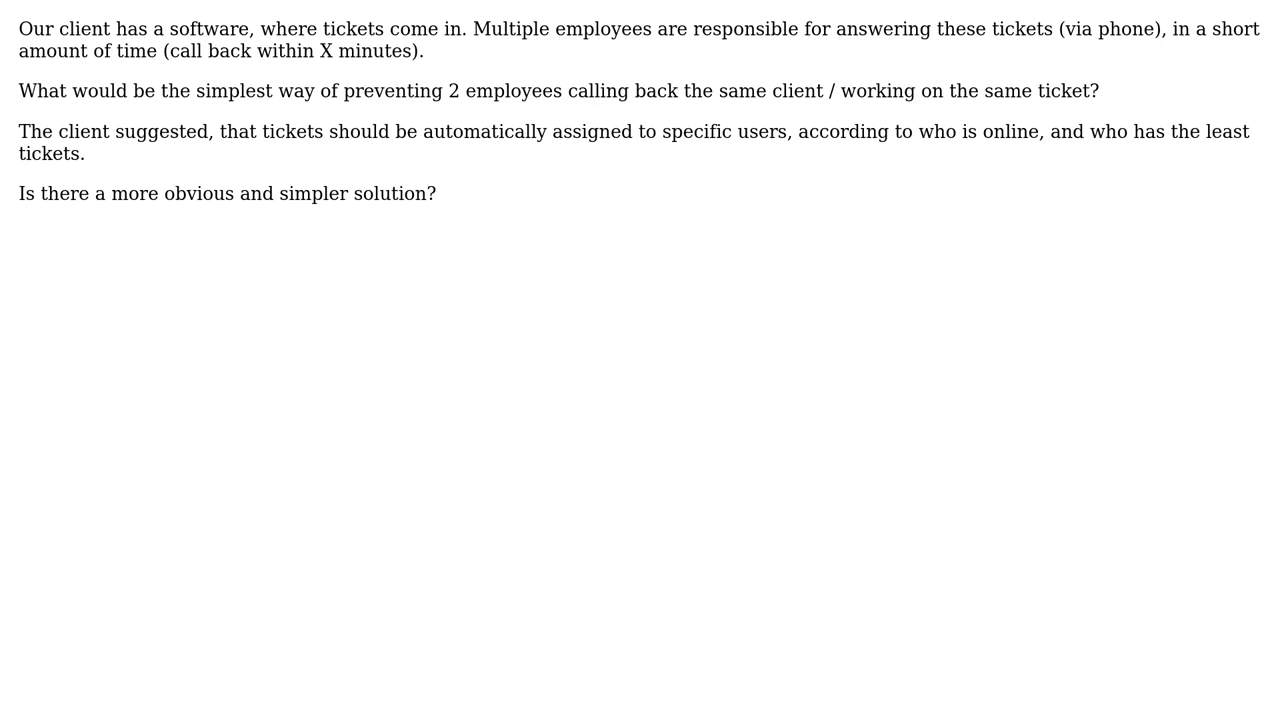 Our client has a software, where tickets come in. Multiple employees are responsible for answering these tickets (via phone), in a short
amount of time (call back within X minutes).
What would be the simplest way of preventing 2 employees calling back the same client / working on the same ticket?
The client suggested, that tickets should be automatically assigned to specific users, according to who is online, and who has the least
tickets.
Is there a more obvious and simpler solution?